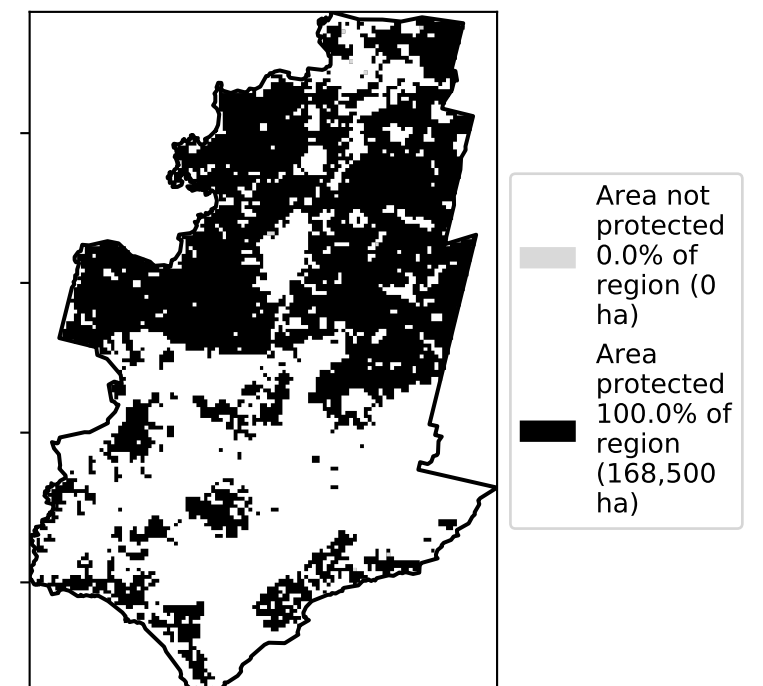 Area not
protected
0.0% of
region (0
ha)
Area
protected
100.0% of
region
(168,500
ha)